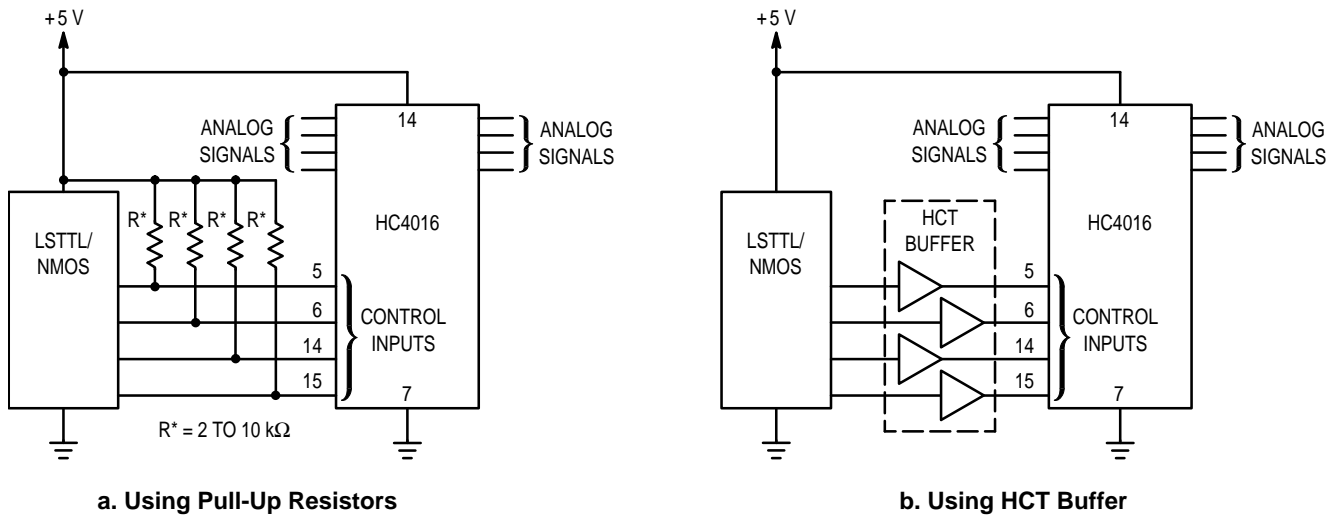 +5 V
14
ANALOG
SIGNALS
ANALOG
SIGNALS
R* R* R* R*
HC4016
LSTTL/
NMOS
5
6
14
15
CONTROL
INPUTS
7
R* = 2 TO 10 kΩ
a. Using Pull-Up Resistors
+5 V
14
ANALOG
SIGNALS
ANALOG
SIGNALS
HCT
BUFFER
HC4016
LSTTL/
NMOS
5
6
14
15
CONTROL
INPUTS
7
b. Using HCT Buffer